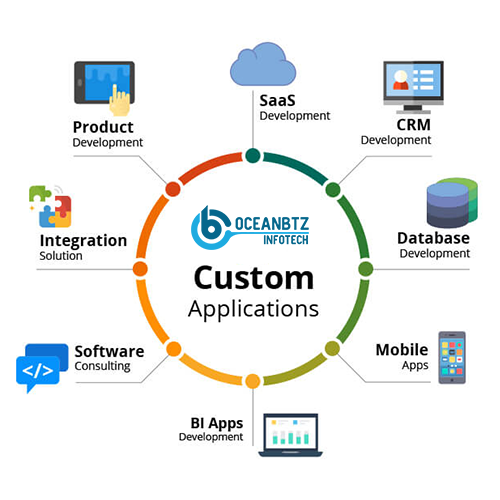 SaaS
Development
CRM
Development
Database
Development
Mobile
Apps
BI Apps
Development
Software
Consulting
</>
Integration
Solution
Product
Development
OCEANBTZ
INFOTECH
Custom
Applications